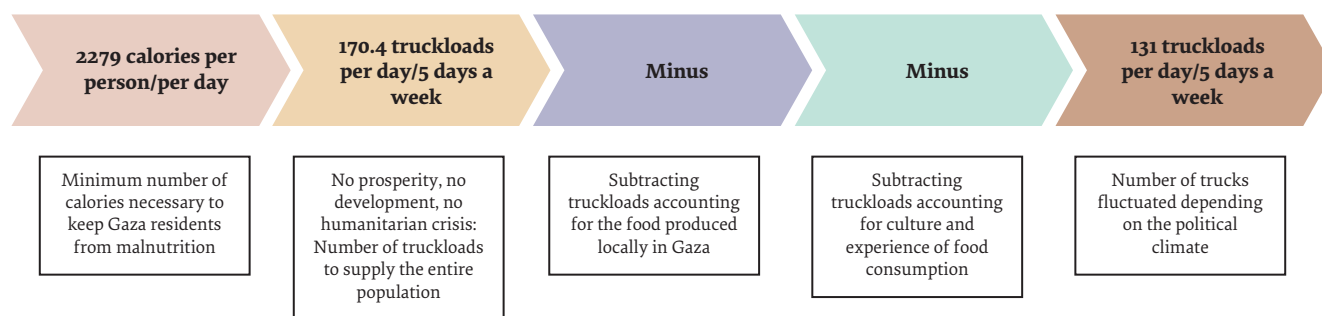 2279 calories per
person/per day
170.4 truckloads
per day/5 days a
week
Minus
Minus
131 truckloads
per day/5 days a
week
Minimum number of
calories necessary to
keep Gaza residents
from malnutrition
No prosperity, no
development, no
humanitarian crisis:
Number of truckloads
to supply the entire
population
Subtracting
truckloads accounting
for the food produced
locally in Gaza
Subtracting
truckloads accounting
for culture and
experience of food
consumption
Number of trucks
fluctuated depending
on the political
climate